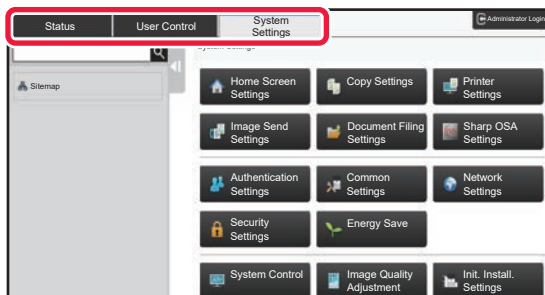 Status User Control System Settings
Administrator Login
System Settings
Sitemap
Home Screen Settings
Copy Settings
Printer Settings
Image Send Settings
Document Filing Settings
Sharp OSA Settings
Authentication Settings
Common Settings
Network Settings
Security Settings
Energy Save
System Control
Image Quality Adjustment
Init. Install. Settings